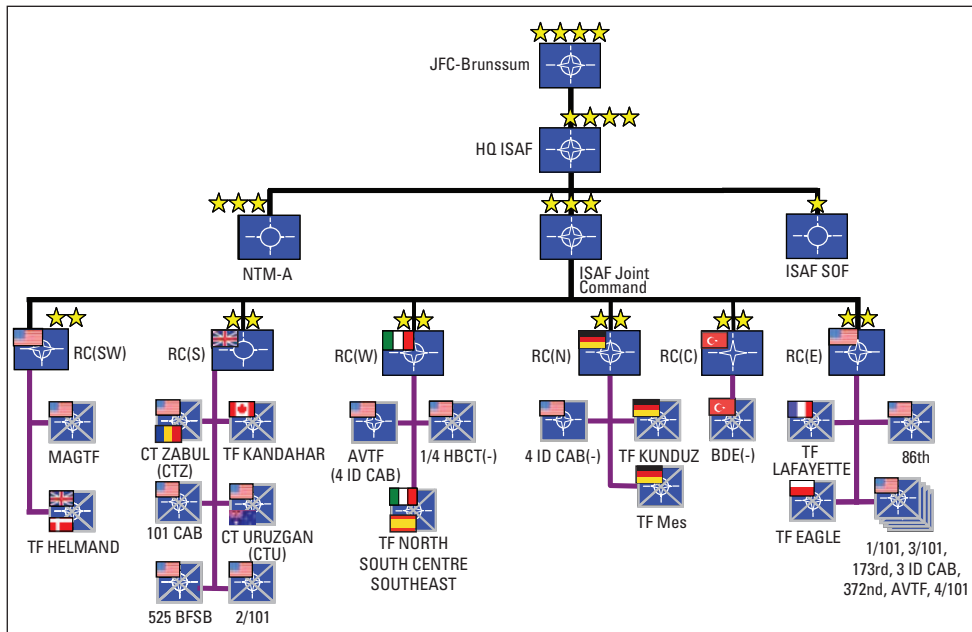 JFC-Brunssum
HQ ISAF
NTM-A
ISAF Joint
Command
ISAF SOF
RC(SW)
RC(S)
RC(W)
RC(N)
RC(C)
RC(E)
MAGTF
CT ZABUL
(CTZ)
TF KANDAHAR
AVTF
(4 ID CAB)
1/4 HBCT(-)
4 ID CAB(-)
TF KUNDUZ
BDE(-)
TF
LAFAYETTE
86th
TF HELMAND
101 CAB
CT URUZGAN
(CTU)
TF NORTH
SOUTH CENTRE
SOUTHEAST
TF Mes
TF EAGLE
1/101, 3/101,
173rd, 3 ID CAB,
372nd, AVTF, 4/101
525 BFSB
2/101